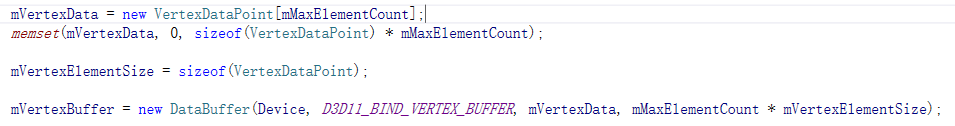 mVertexData = new VertexDataPoint[mMaxElementCount];
memset(mVertexData, 0, sizeof(VertexDataPoint) * mMaxElementCount);
mVertexElementSize = sizeof(VertexDataPoint);
mVertexBuffer = new DataBuffer(Device, D3D11_BIND_VERTEX_BUFFER, mVertexData, mMaxElementCount * mVertexElementSize);